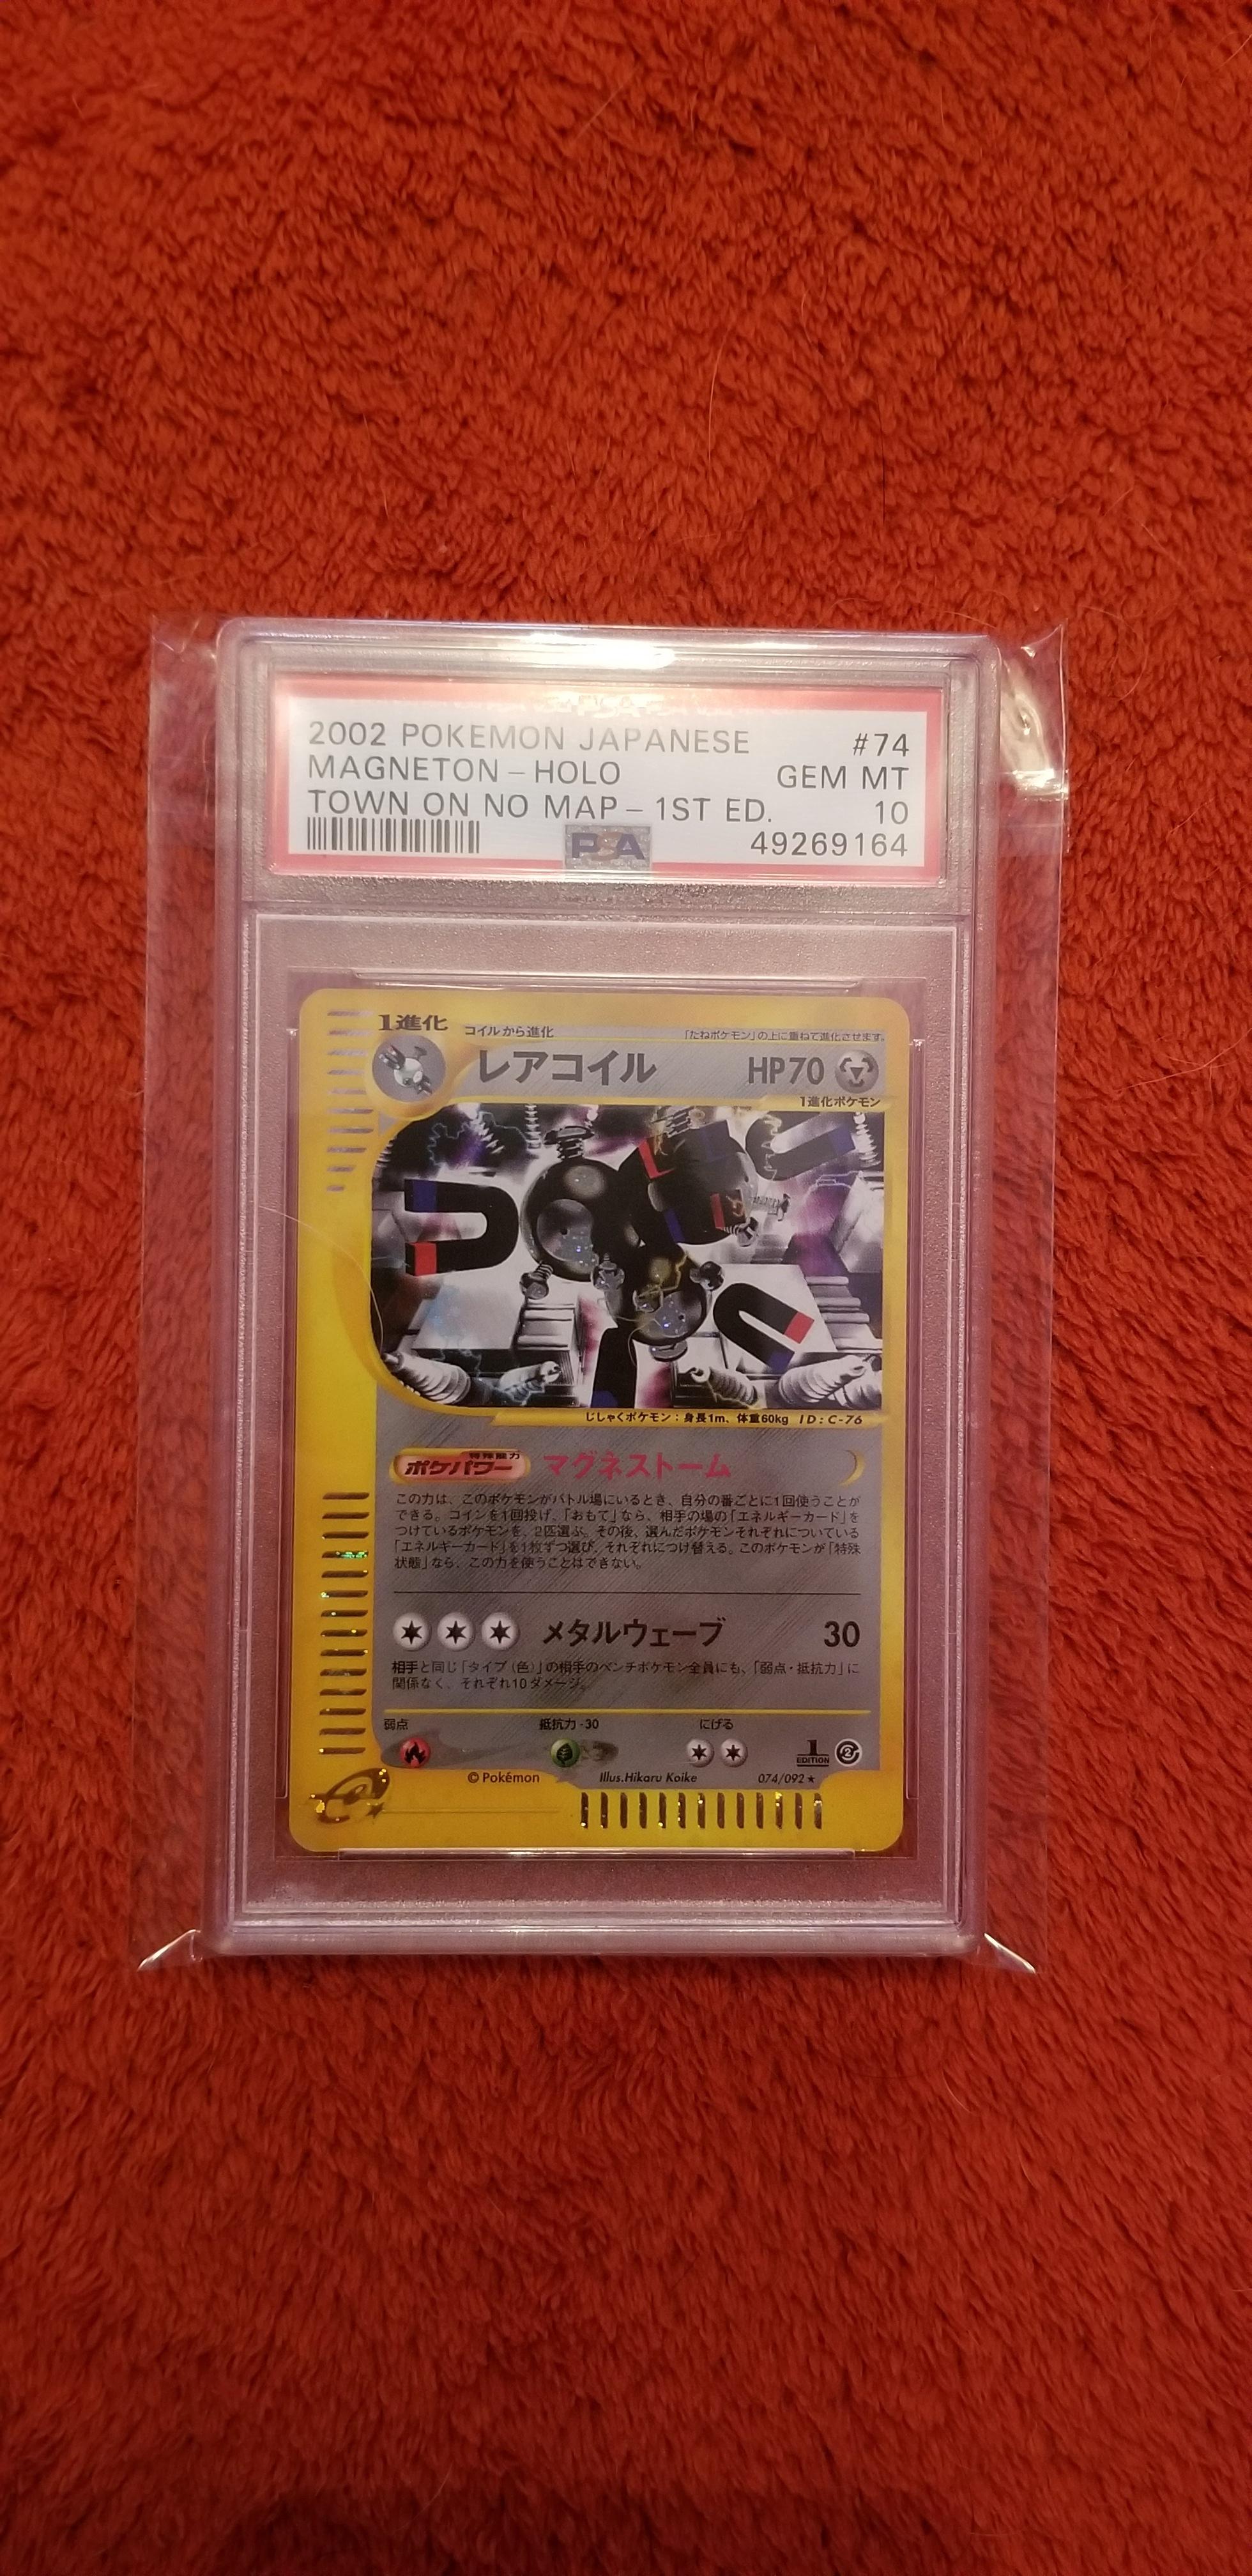 2002 POKEMON JAPANESE #74
MAGNETON – HOLO GEM MT
TOWN ON NO MAP – 1ST ED. 10
PSA 49269164
1進化 コイルから進化 「たねポケモン」の上に重ねて進化させます。
レアコイル HP70
1進化ポケモン
じしゃくポケモン：身長1m、体重60kg ID：C-76
特殊能力
ポケパワー マグネストーム
この力は、このポケモンがバトル場にいるとき、自分の番ごとに1回使うことが
できる。コインを1回投げ、「おもて」なら、相手の場の「エネルギーカード」を
つけているポケモンを、2匹選ぶ。その後、選んだポケモンそれぞれについている
「エネルギーカード」を1枚ずつ選び、それぞれにつけ替える。このポケモンが「特殊
状態」なら、この力を使うことはできない。
メタルウェーブ 30
相手と同じ「タイプ（色）」の相手のベンチポケモン全員にも、「弱点・抵抗力」に
関係なく、それぞれ10ダメージ。
弱点 抵抗力 -30 にげる
1 EDITION 2
© Pokémon Illus.Hikaru Koike 074/092★
e